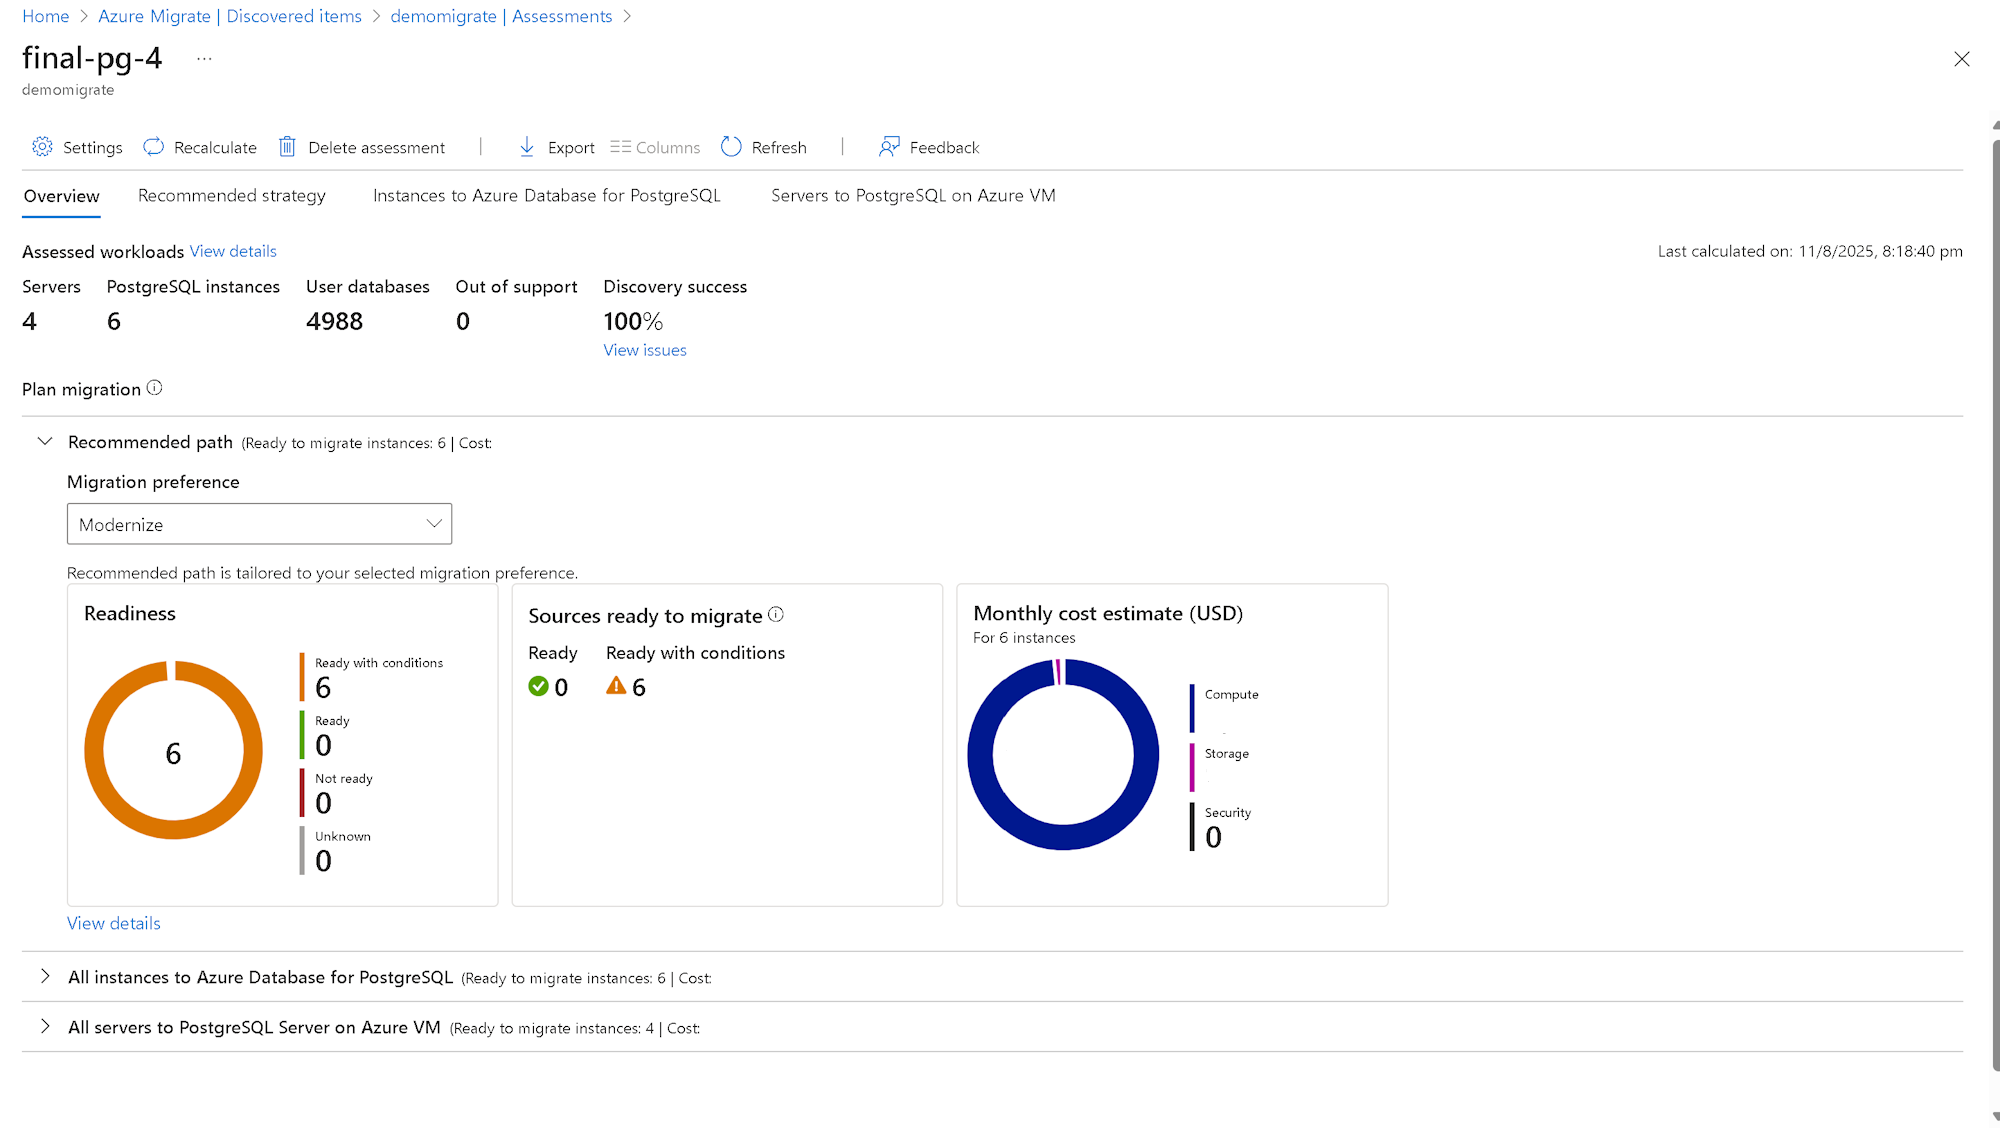 Home > Azure Migrate | Discovered items > demomigrate | Assessments >
final-pg-4 ...
demomigrate
Settings Recalculate Delete assessment | Export Columns Refresh | Feedback
Overview Recommended strategy Instances to Azure Database for PostgreSQL Servers to PostgreSQL on Azure VM
Assessed workloads View details Last calculated on: 11/8/2025, 8:18:40 pm
Servers PostgreSQL instances User databases Out of support Discovery success
4 6 4988 0 100%
View issues
Plan migration
Recommended path (Ready to migrate instances: 6 | Cost:
Migration preference
Modernize
Recommended path is tailored to your selected migration preference.
Readiness
6
Ready with conditions
6
Ready
0
Not ready
0
Unknown
0
Sources ready to migrate
Ready Ready with conditions
0 6
Monthly cost estimate (USD)
For 6 instances
Compute
Storage
Security
0
View details
All instances to Azure Database for PostgreSQL (Ready to migrate instances: 6 | Cost:
All servers to PostgreSQL Server on Azure VM (Ready to migrate instances: 4 | Cost: